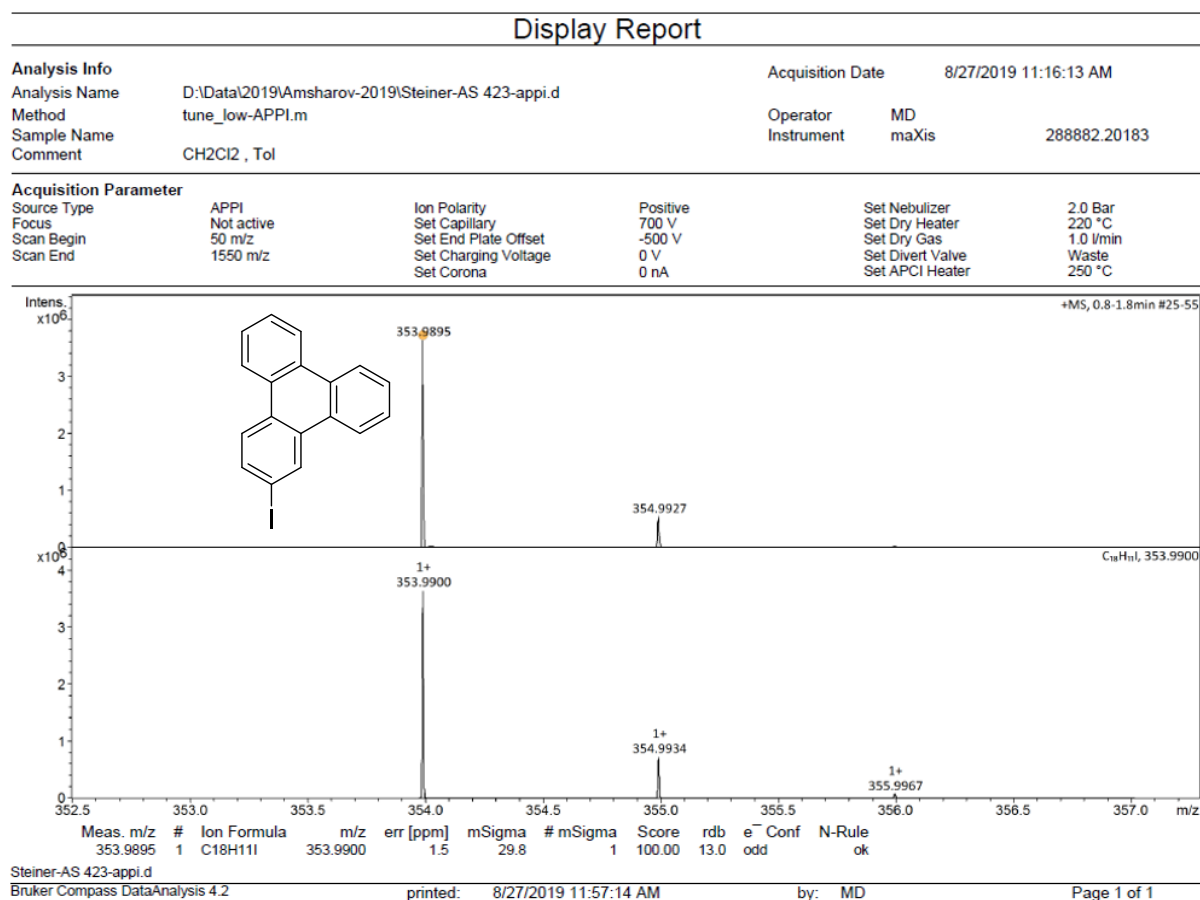 Display Report
Analysis Info
Acquisition Date 8/27/2019 11:16:13 AM
Analysis Name D:\Data\2019\Amsharov-2019\Steiner-AS 423-appi.d
Method tune_low-APPI.m Operator MD
Sample Name Instrument maXis 288882.20183
Comment CH2Cl2 , Tol
Acquisition Parameter
Source Type APPI Ion Polarity Positive Set Nebulizer 2.0 Bar
Focus Not active Set Capillary 700 V Set Dry Heater 220 °C
Scan Begin 50 m/z Set End Plate Offset -500 V Set Dry Gas 1.0 l/min
Scan End 1550 m/z Set Charging Voltage 0 V Set Divert Valve Waste
Set Corona 0 nA Set APCI Heater 250 °C
Intens.
x10⁶
+MS, 0.8-1.8min #25-55
353.9895
3
2
1
0
354.9927
I
x10⁶
C₁₈H₁₁I, 353.9900
4
3
2
1
0
1+
353.9900
1+
354.9934
1+
355.9967
352.5 353.0 353.5 354.0 354.5 355.0 355.5 356.0 356.5 357.0 m/z
Meas. m/z # Ion Formula m/z err [ppm] mSigma # mSigma Score rdb e¯ Conf N-Rule
353.9895 1 C18H11I 353.9900 1.5 29.8 1 100.00 13.0 odd ok
Steiner-AS 423-appi.d
Bruker Compass DataAnalysis 4.2 printed: 8/27/2019 11:57:14 AM by: MD Page 1 of 1